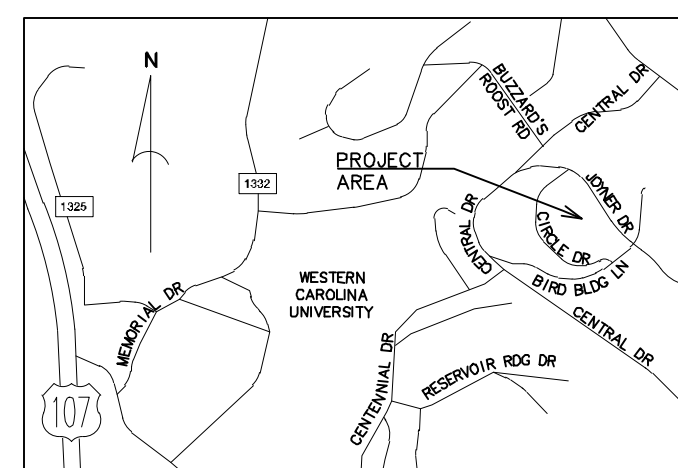 N
BUZZARD'S
ROOST RD
CENTRAL DR
PROJECT
AREA
1332
1325
JOYNER DR
CENTRAL DR
CIRCLE DR
BIRD BLDG LN
WESTERN
CAROLINA
UNIVERSITY
MEMORIAL DR
CENTRAL DR
CENTENNIAL DR
RESERVOIR RDG DR
107